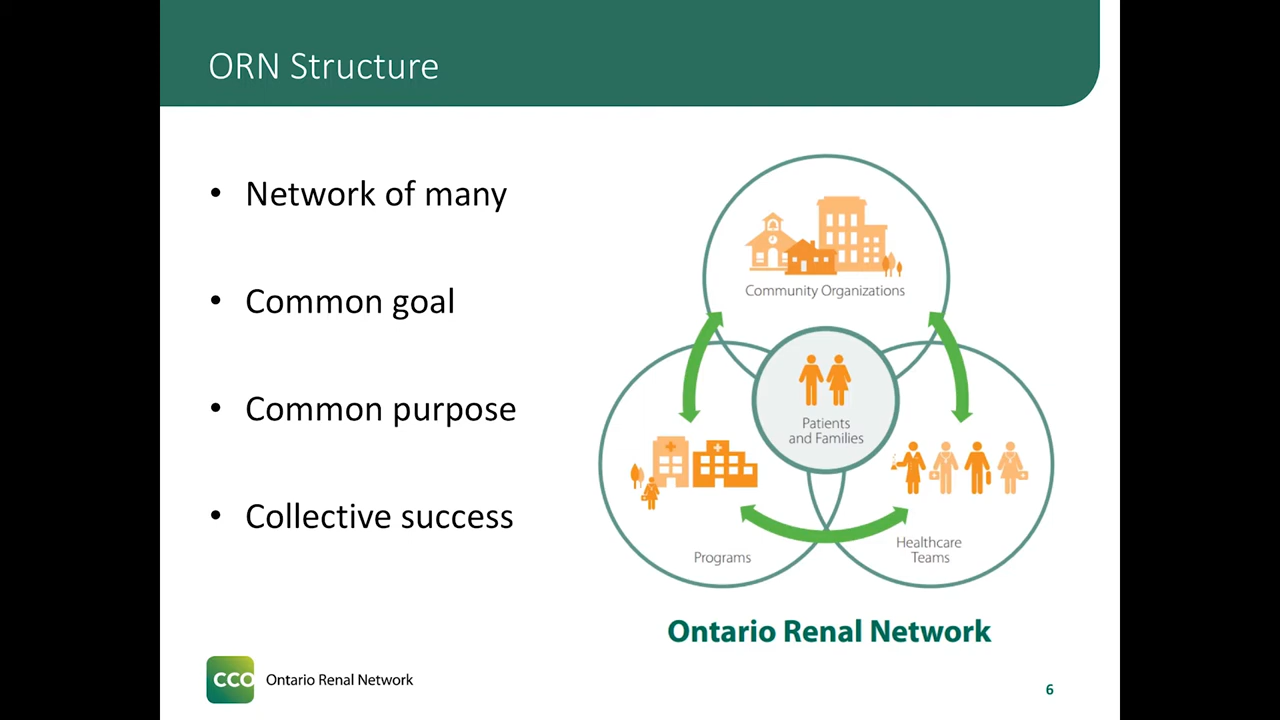 ORN Structure
• Network of many
• Common goal
• Common purpose
• Collective success
Community Organizations
Patients
and Families
Programs
Healthcare
Teams
Ontario Renal Network
CCO Ontario Renal Network
6